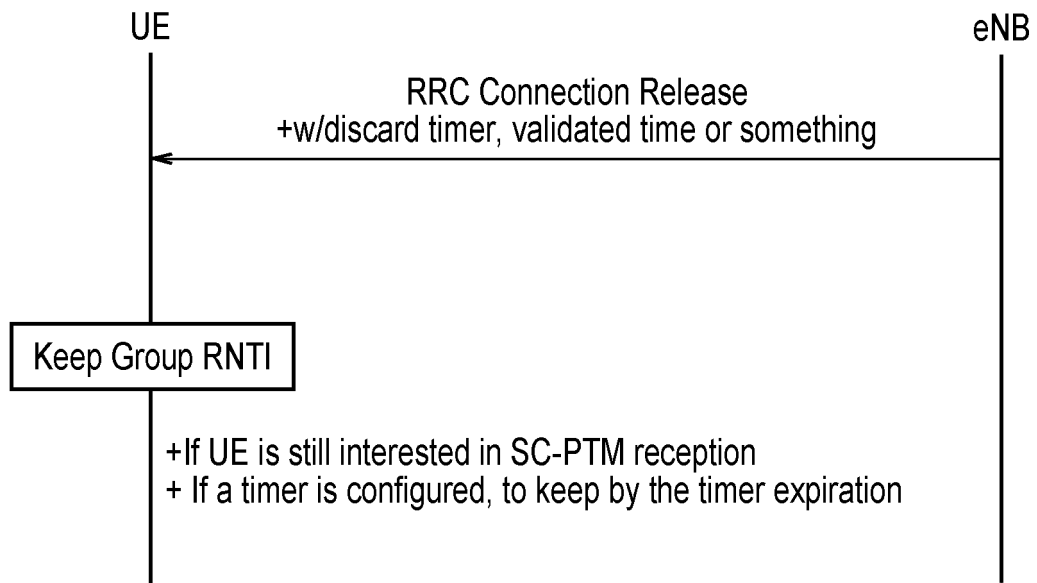 UE
eNB
RRC Connection Release
+w/discard timer, validated time or something
Keep Group RNTI
+If UE is still interested in SC-PTM reception
+ If a timer is configured, to keep by the timer expiration